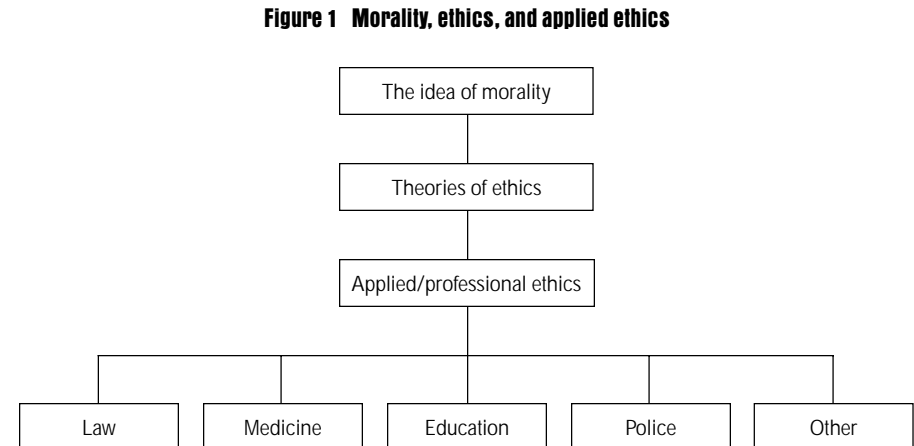 Figure 1 Morality, ethics, and applied ethics
The idea of morality
Theories of ethics
Applied/professional ethics
Law
Medicine
Education
Police
Other